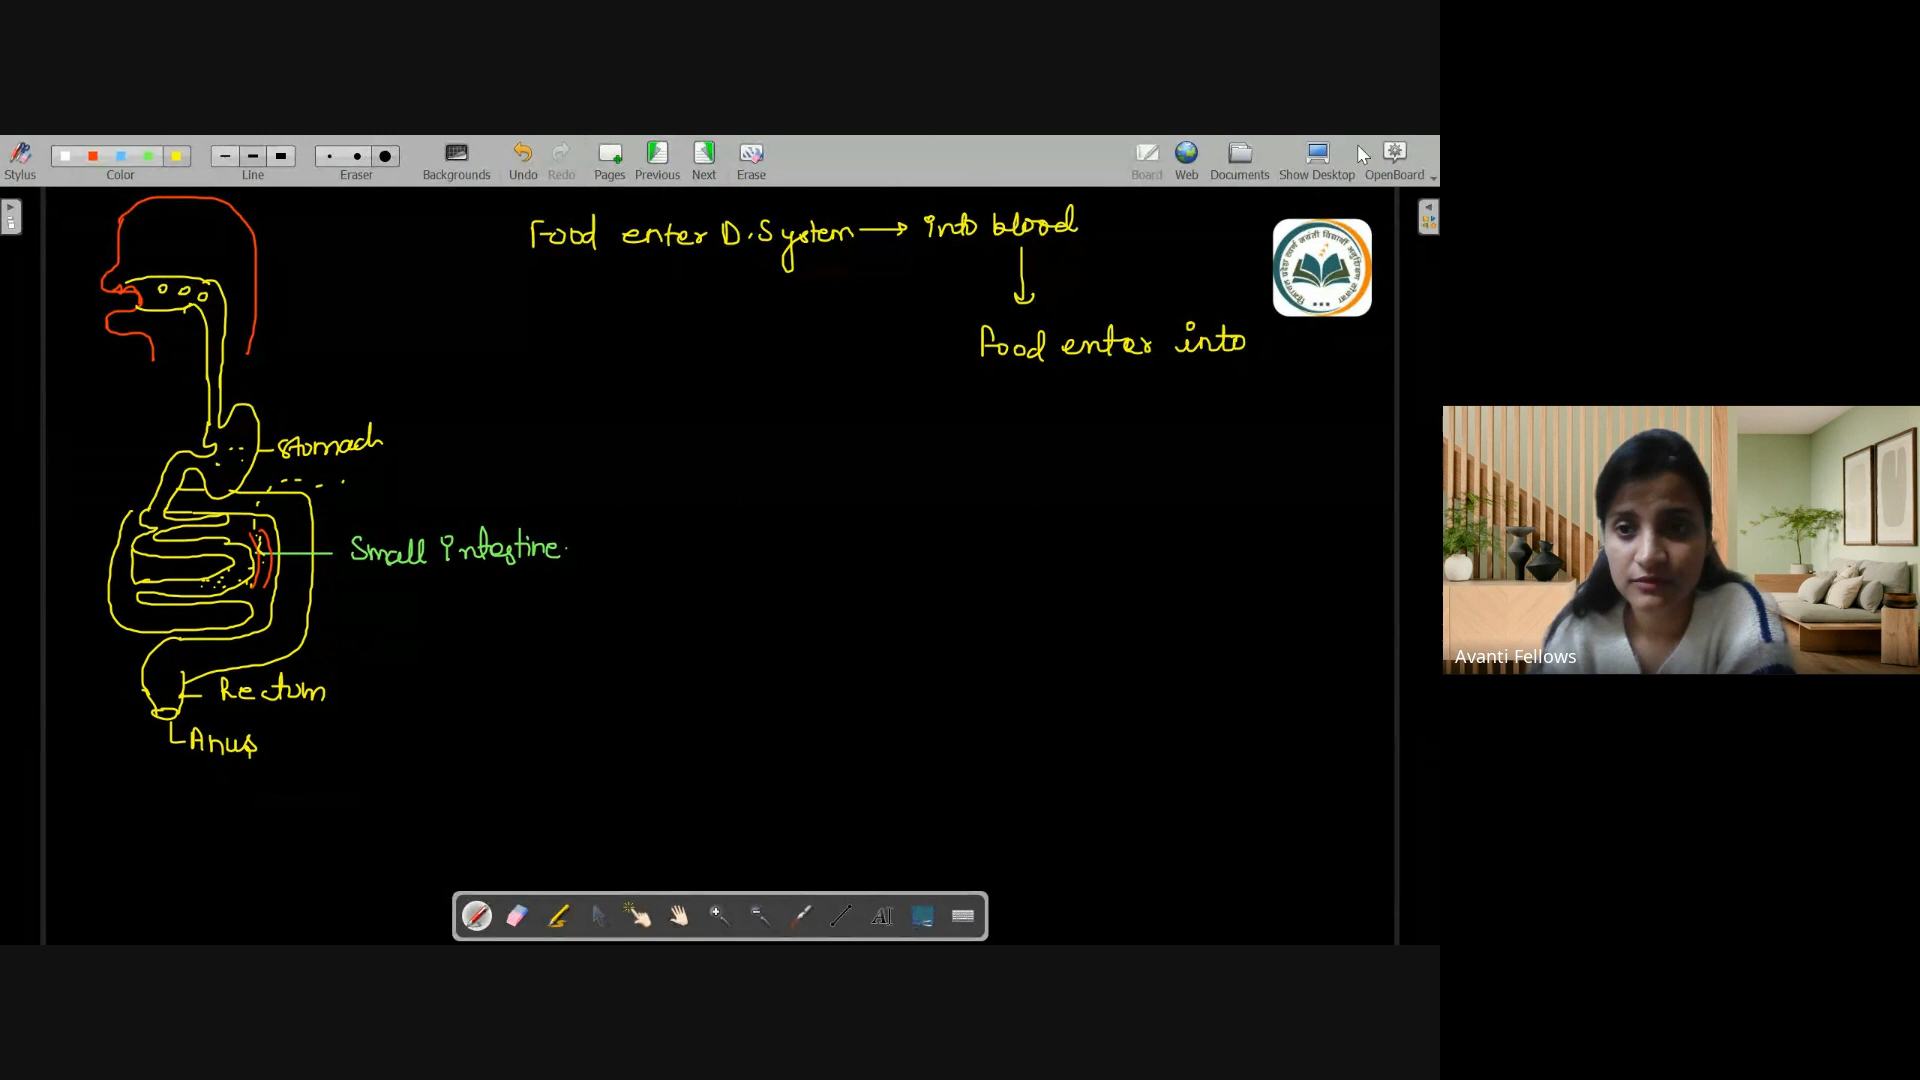 Stylus
Color
Line
Eraser
Backgrounds
Undo
Redo
Pages
Previous
Next
Erase
Board
Web
Documents
Show Desktop
OpenBoard
Food enter D.System → into blood
Food enter into
Stomach
Small intestine.
Rectum
Anus
AI
Avanti Fellows